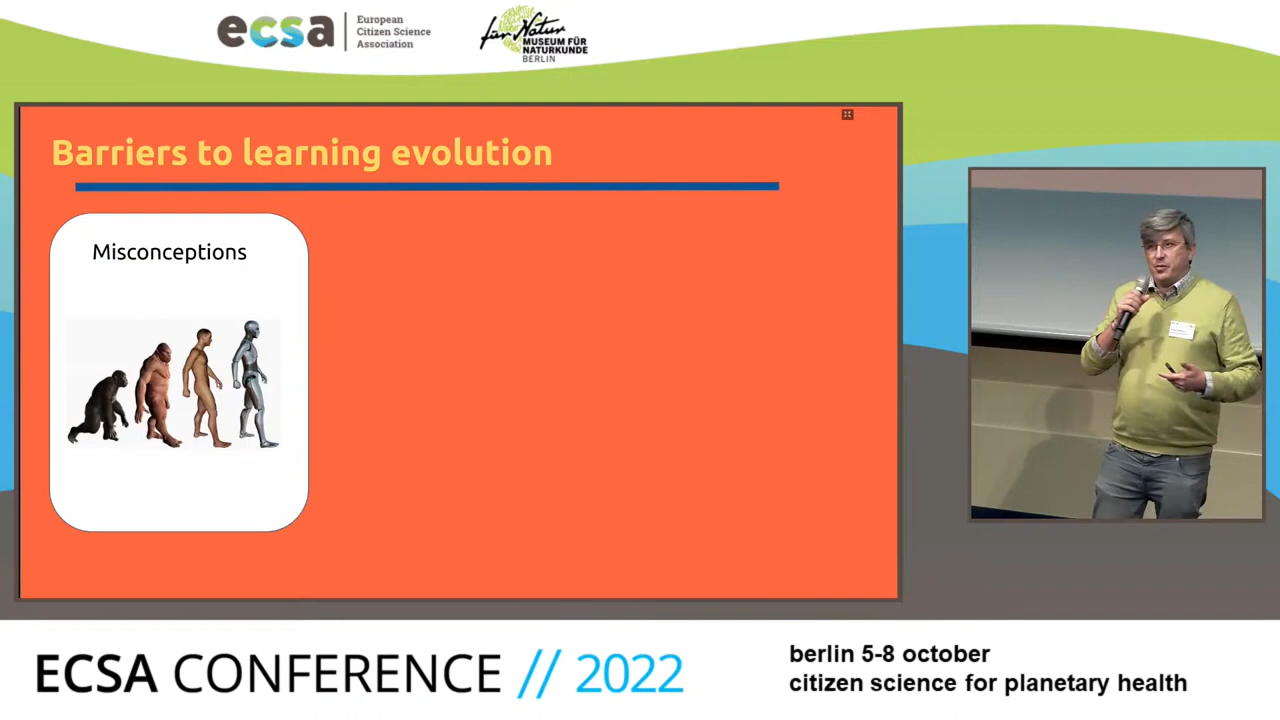 ecsa
European
Citizen Science
Association
für Natur
MUSEUM FÜR
NATURKUNDE
BERLIN
Barriers to learning evolution
Misconceptions
ECSA CONFERENCE // 2022
berlin 5-8 october
citizen science for planetary health